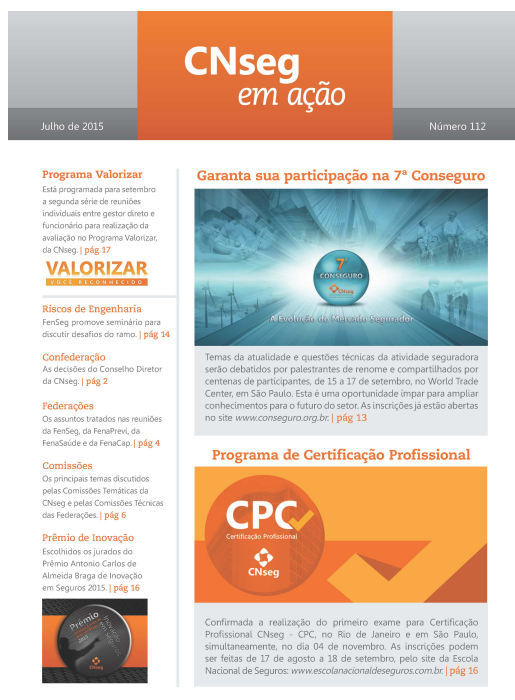 CNseg
em ação
Julho de 2015
Número 112
Programa Valorizar
Está programada para setembro
a segunda série de reuniões
individuais entre gestor direto e
funcionário para realização da
avaliação no Programa Valorizar,
da CNseg. | pág 17
VALORIZAR
VOCÊ RECONHECIDO
Riscos de Engenharia
FenSeg promove seminário para
discutir desafios do ramo. | pág 14
Confederação
As decisões do Conselho Diretor
da CNseg. | pág 2
Federações
Os assuntos tratados nas reuniões
da FenSeg, da FenaPrevi, da
FenaSaúde e da FenaCap. | pág 4
Comissões
Os principais temas discutidos
pelas Comissões Temáticas da
CNseg e pelas Comissões Técnicas
das Federações. | pág 6
Prêmio de Inovação
Escolhidos os jurados do
Prêmio Antonio Carlos de
Almeida Braga de Inovação
em Seguros 2015. | pág 16
Prêmio
Inovação
em Seguros
2015
CNseg
Garanta sua participação na 7ª Conseguro
7ª
CONSEGURO
CNseg
A Evolução do Mercado Segurador
Temas da atualidade e questões técnicas da atividade seguradora
serão debatidos por palestrantes de renome e compartilhados por
centenas de participantes, de 15 a 17 de setembro, no World Trade
Center, em São Paulo. Esta é uma oportunidade ímpar para ampliar
conhecimentos para o futuro do setor. As inscrições já estão abertas
no site www.conseguro.org.br. | pág 13
Programa de Certificação Profissional
CPC
Certificação Profissional
CNseg
Confirmada a realização do primeiro exame para Certificação
Profissional CNseg - CPC, no Rio de Janeiro e em São Paulo,
simultaneamente, no dia 04 de novembro. As inscrições podem
ser feitas de 17 de agosto a 18 de setembro, pelo site da Escola
Nacional de Seguros: www.escolanacionaldeseguros.com.br. | pág 16